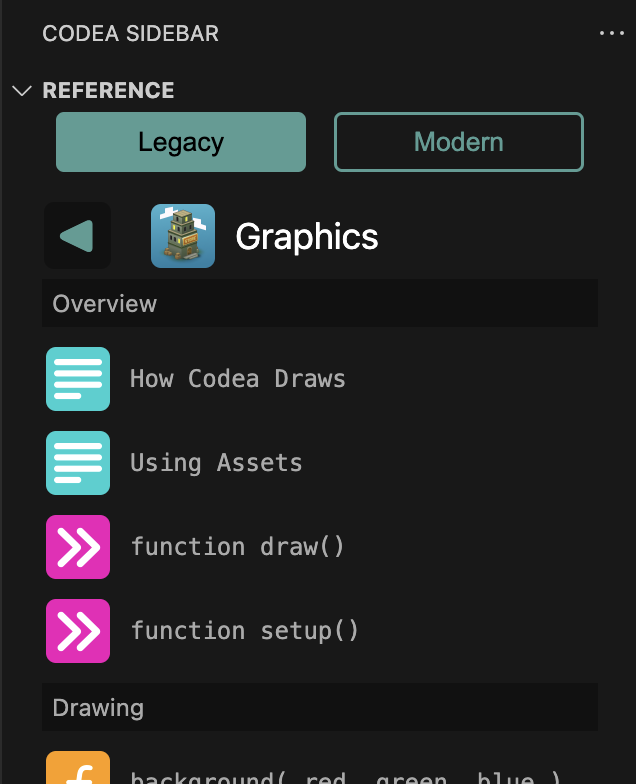 CODEA SIDEBAR
REFERENCE
Legacy
Modern
Graphics
Overview
How Codea Draws
Using Assets
function draw()
function setup()
Drawing
background( red, green, blue )